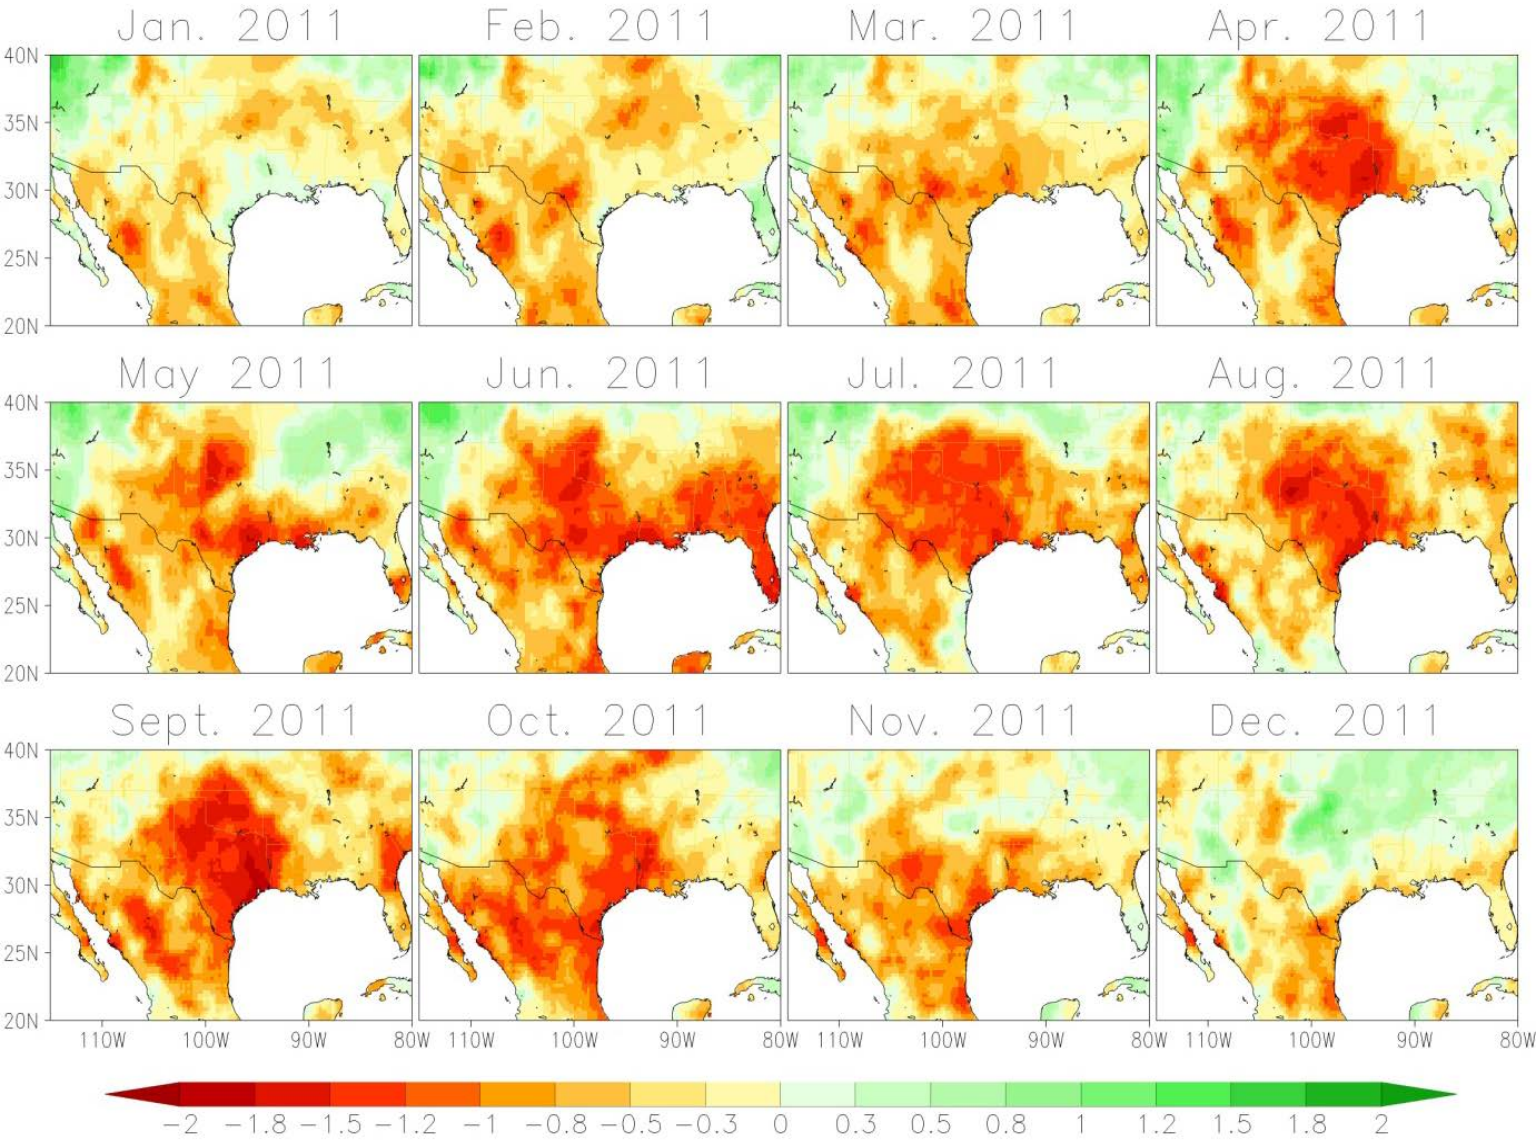 Jan. 2011 Feb. 2011 Mar. 2011 Apr. 2011
40N
35N
30N
25N
20N
May 2011 Jun. 2011 Jul. 2011 Aug. 2011
40N
35N
30N
25N
20N
Sept. 2011 Oct. 2011 Nov. 2011 Dec. 2011
40N
35N
30N
25N
20N
110W 100W 90W 80W 110W 100W 90W 80W 110W 100W 90W 80W 110W 100W 90W 80W
-2 -1.8 -1.5 -1.2 -1 -0.8 -0.5 -0.3 0 0.3 0.5 0.8 1 1.2 1.5 1.8 2